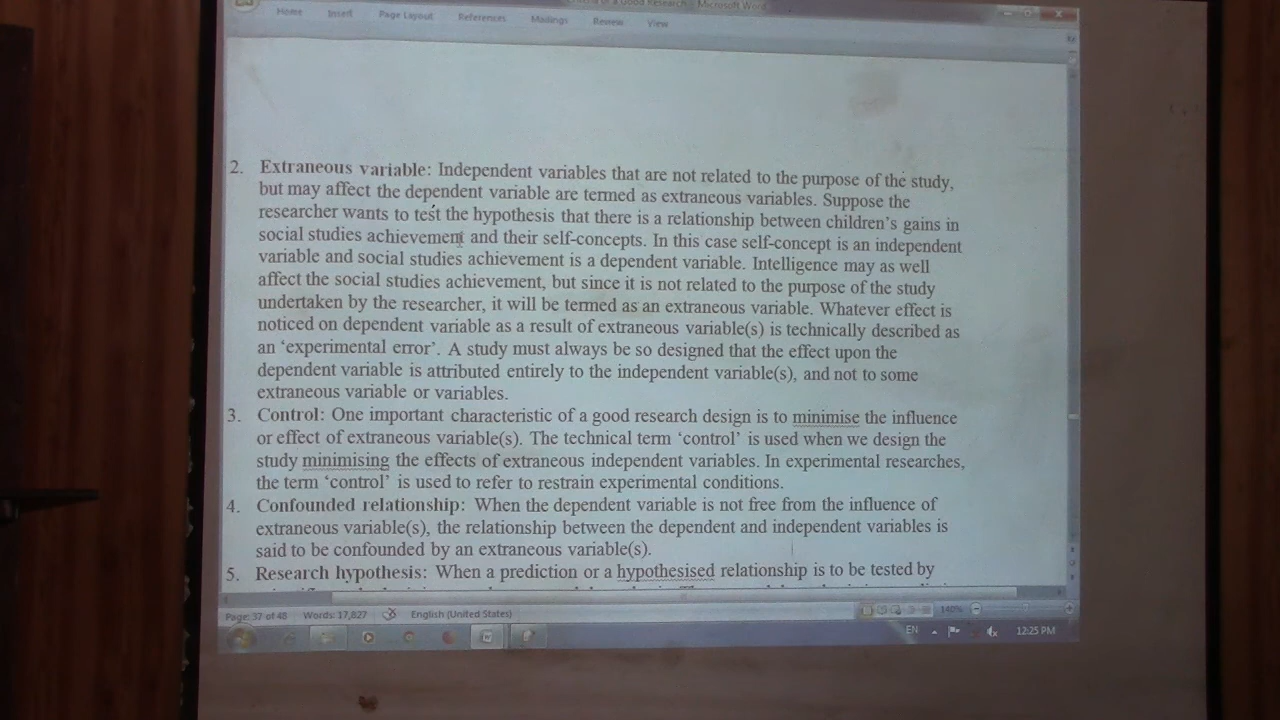 of a Good Research - Microsoft Word
Home Insert Page Layout References Mailings Review View
2. Extraneous variable: Independent variables that are not related to the purpose of the study,
but may affect the dependent variable are termed as extraneous variables. Suppose the
researcher wants to test the hypothesis that there is a relationship between children's gains in
social studies achievement and their self-concepts. In this case self-concept is an independent
variable and social studies achievement is a dependent variable. Intelligence may as well
affect the social studies achievement, but since it is not related to the purpose of the study
undertaken by the researcher, it will be termed as an extraneous variable. Whatever effect is
noticed on dependent variable as a result of extraneous variable(s) is technically described as
an ‘experimental error’. A study must always be so designed that the effect upon the
dependent variable is attributed entirely to the independent variable(s), and not to some
extraneous variable or variables.
3. Control: One important characteristic of a good research design is to minimise the influence
or effect of extraneous variable(s). The technical term ‘control’ is used when we design the
study minimising the effects of extraneous independent variables. In experimental researches,
the term ‘control’ is used to refer to restrain experimental conditions.
4. Confounded relationship: When the dependent variable is not free from the influence of
extraneous variable(s), the relationship between the dependent and independent variables is
said to be confounded by an extraneous variable(s).
5. Research hypothesis: When a prediction or a hypothesised relationship is to be tested by
Page: 37 of 48 Words: 17,827 English (United States) 140%
EN 12:25 PM